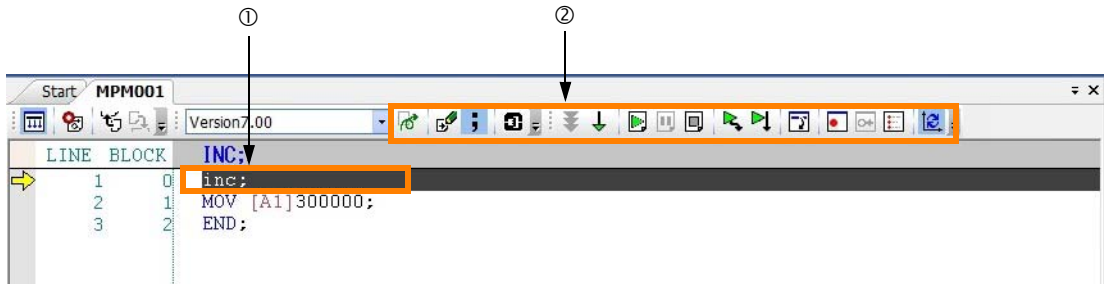 ① ②
Start MPM001
Version7.00
LINE BLOCK INC;
1 0 inc;
2 1 MOV [A1]300000;
3 2 END;